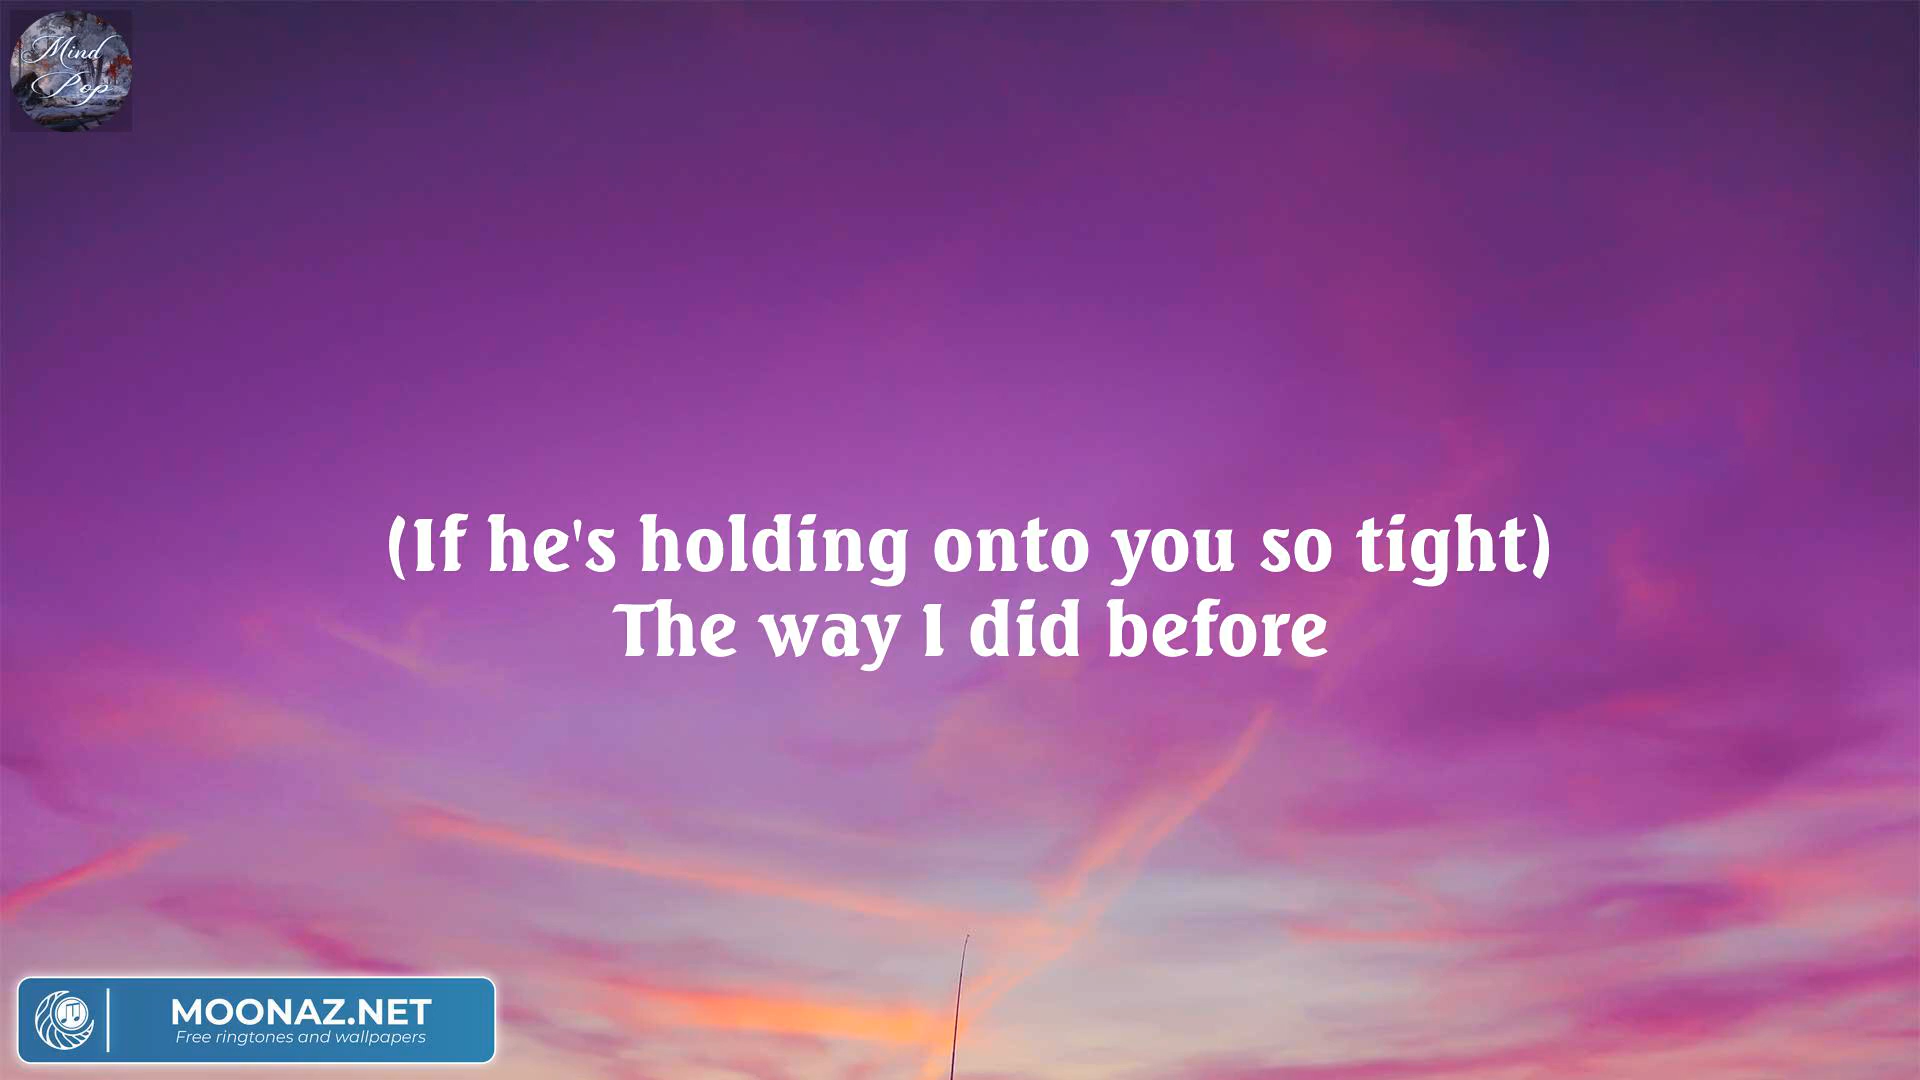 Mind
Pop
(If he's holding onto you so tight)
The way I did before
MOONAZ.NET
Free ringtones and wallpapers